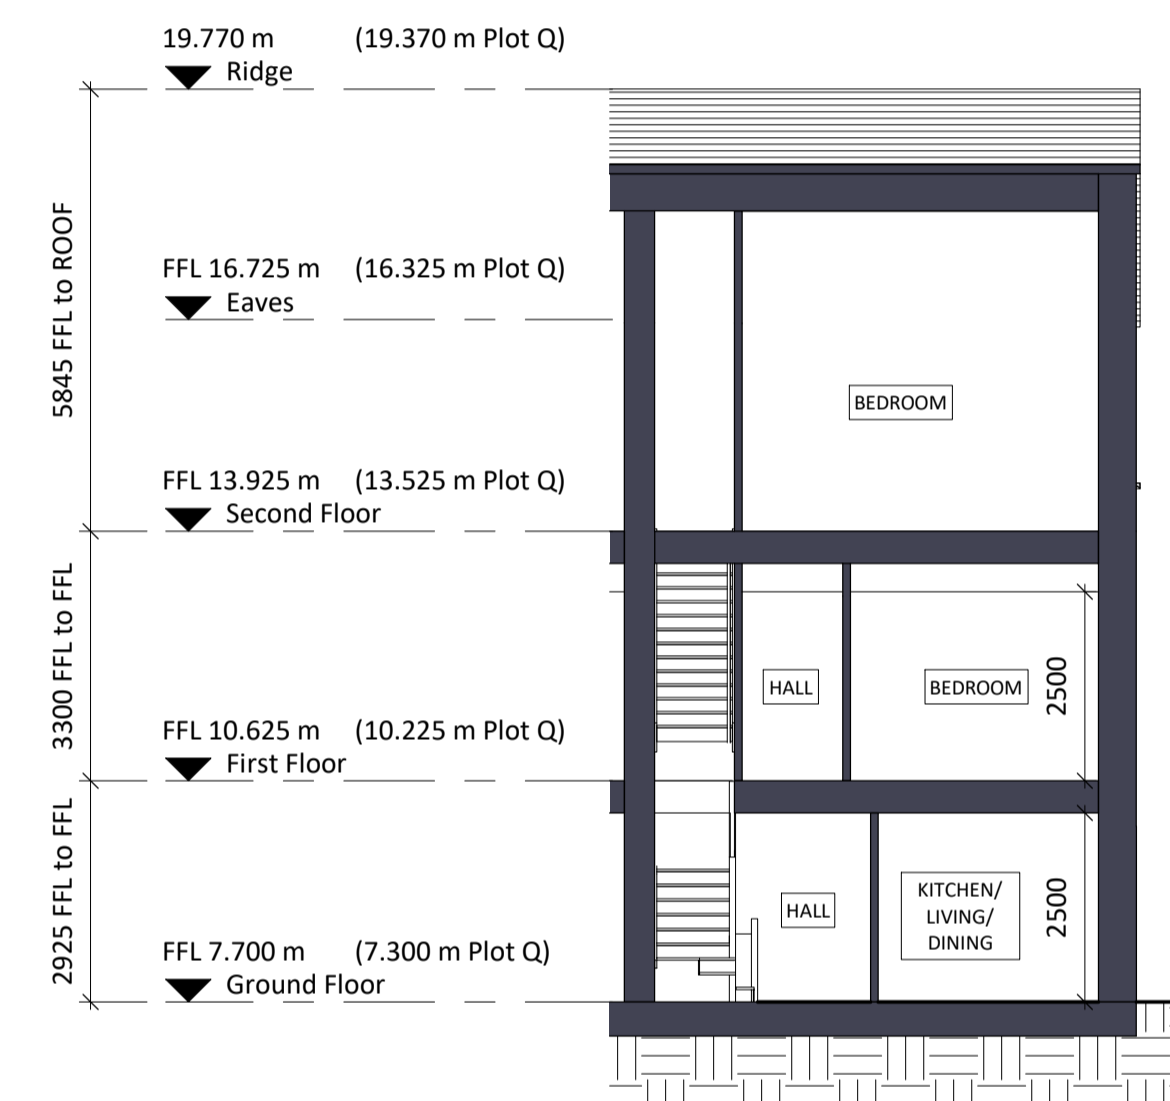 19.770 m (19.370 m Plot Q)
Ridge
5845 FFL to ROOF
FFL 16.725 m (16.325 m Plot Q)
Eaves
BEDROOM
FFL 13.925 m (13.525 m Plot Q)
Second Floor
3300 FFL to FFL
HALL
BEDROOM
2500
FFL 10.625 m (10.225 m Plot Q)
First Floor
2925 FFL to FFL
HALL
KITCHEN/
LIVING/
DINING
2500
FFL 7.700 m (7.300 m Plot Q)
Ground Floor